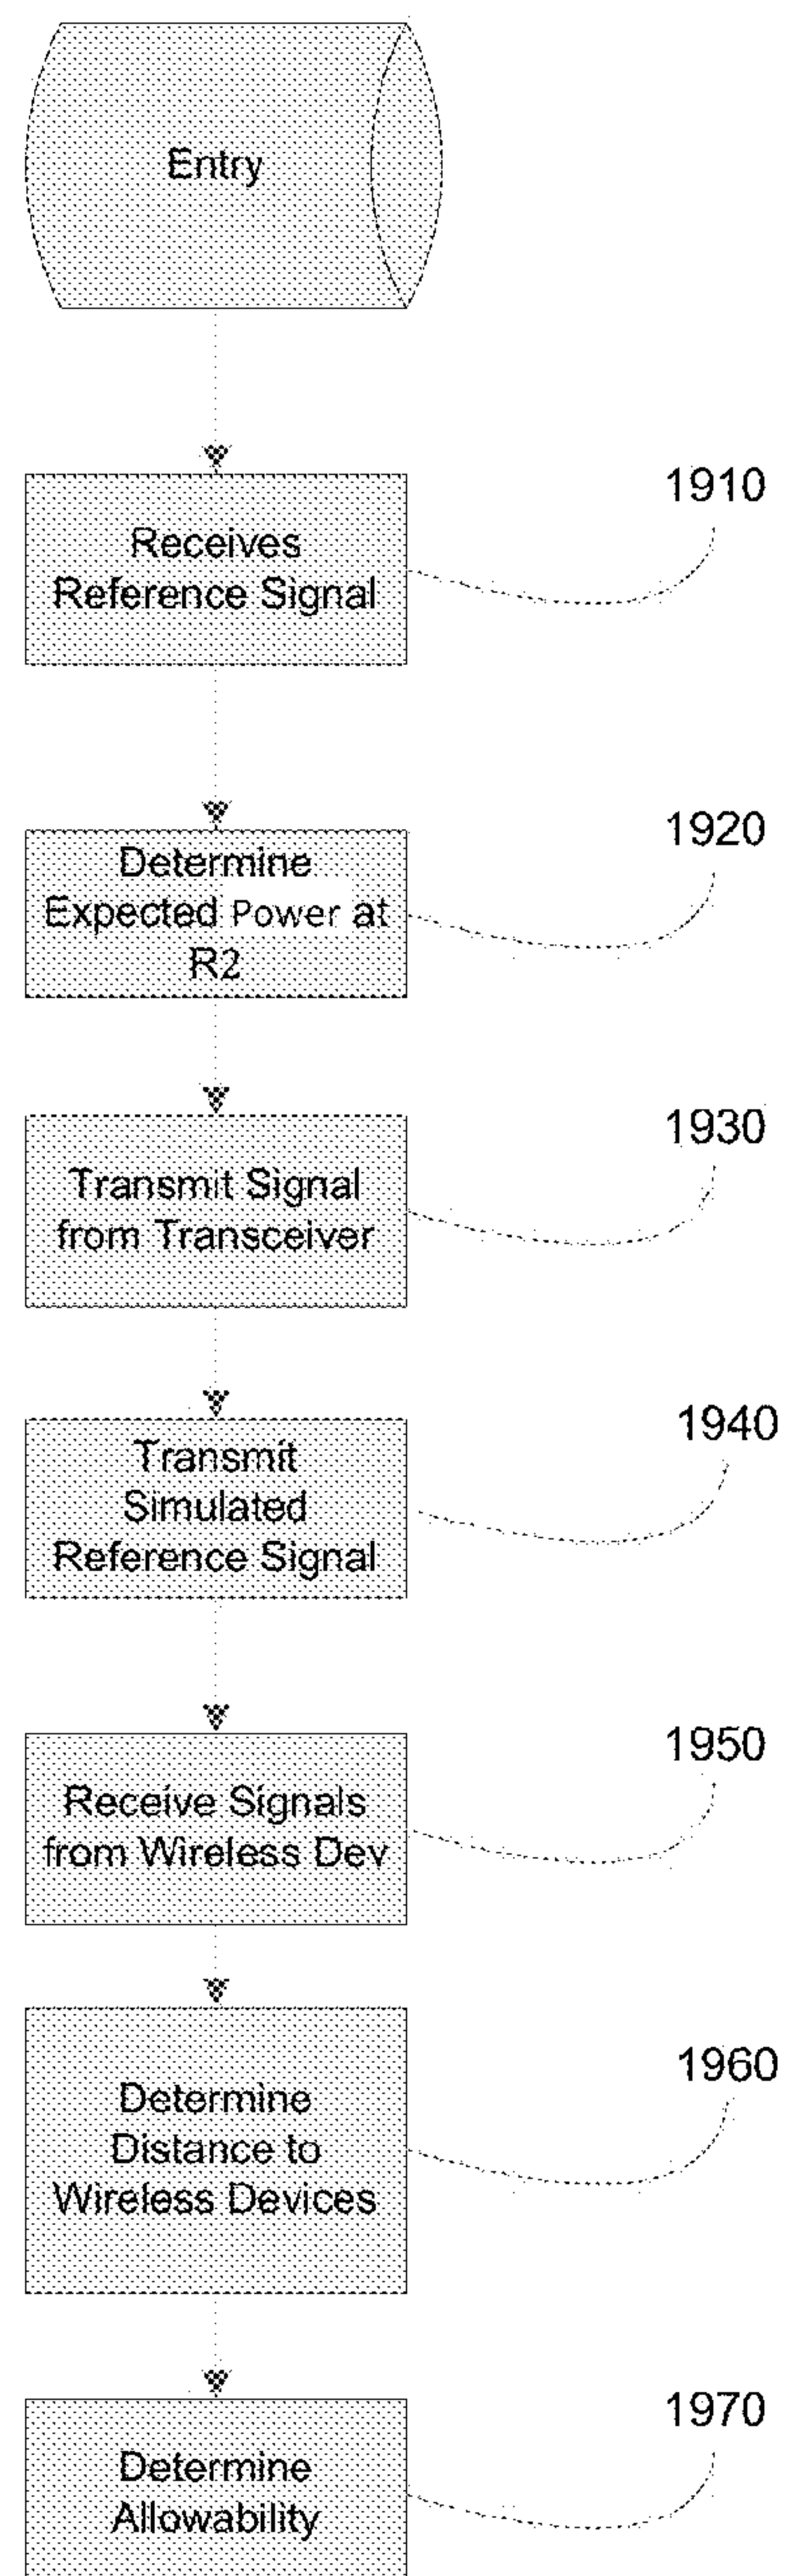 Entry
1910
Receives
Reference Signal
1920
Determine
Expected Power at
R2
1930
Transmit Signal
from Transceiver
1940
Transmit
Simulated
Reference Signal
1950
Receive Signals
from Wireless Dev
1960
Determine
Distance to
Wireless Devices
1970
Determine
Allowability